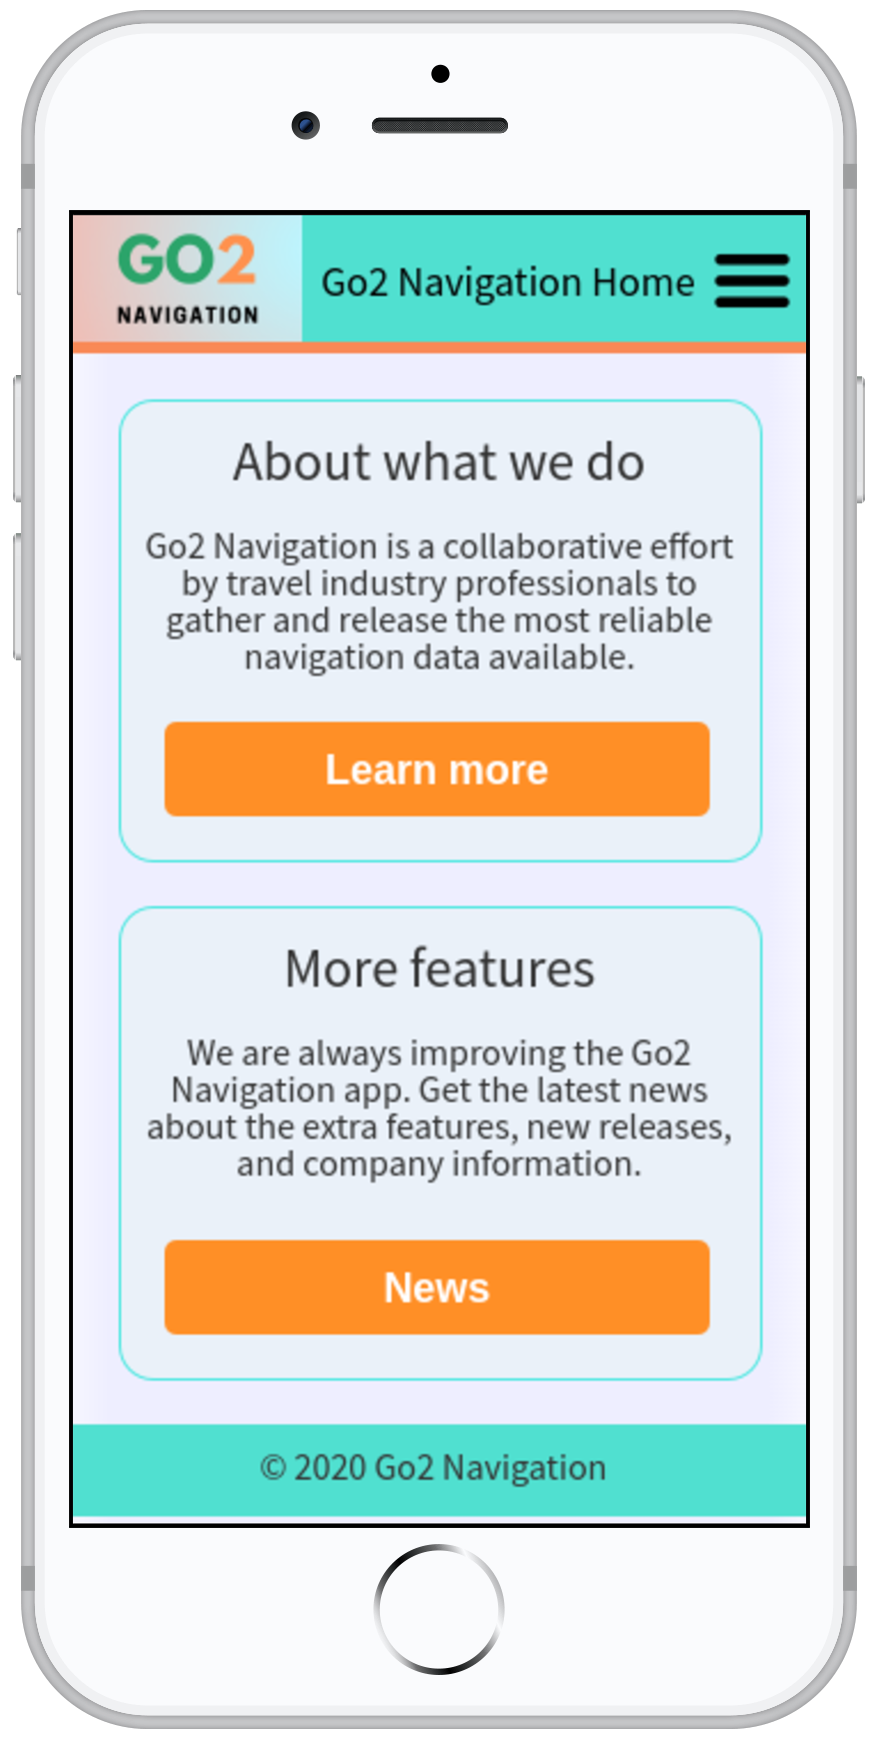 GO2
NAVIGATION
Go2 Navigation Home
About what we do
Go2 Navigation is a collaborative effort
by travel industry professionals to
gather and release the most reliable
navigation data available.
Learn more
More features
We are always improving the Go2
Navigation app. Get the latest news
about the extra features, new releases,
and company information.
News
© 2020 Go2 Navigation